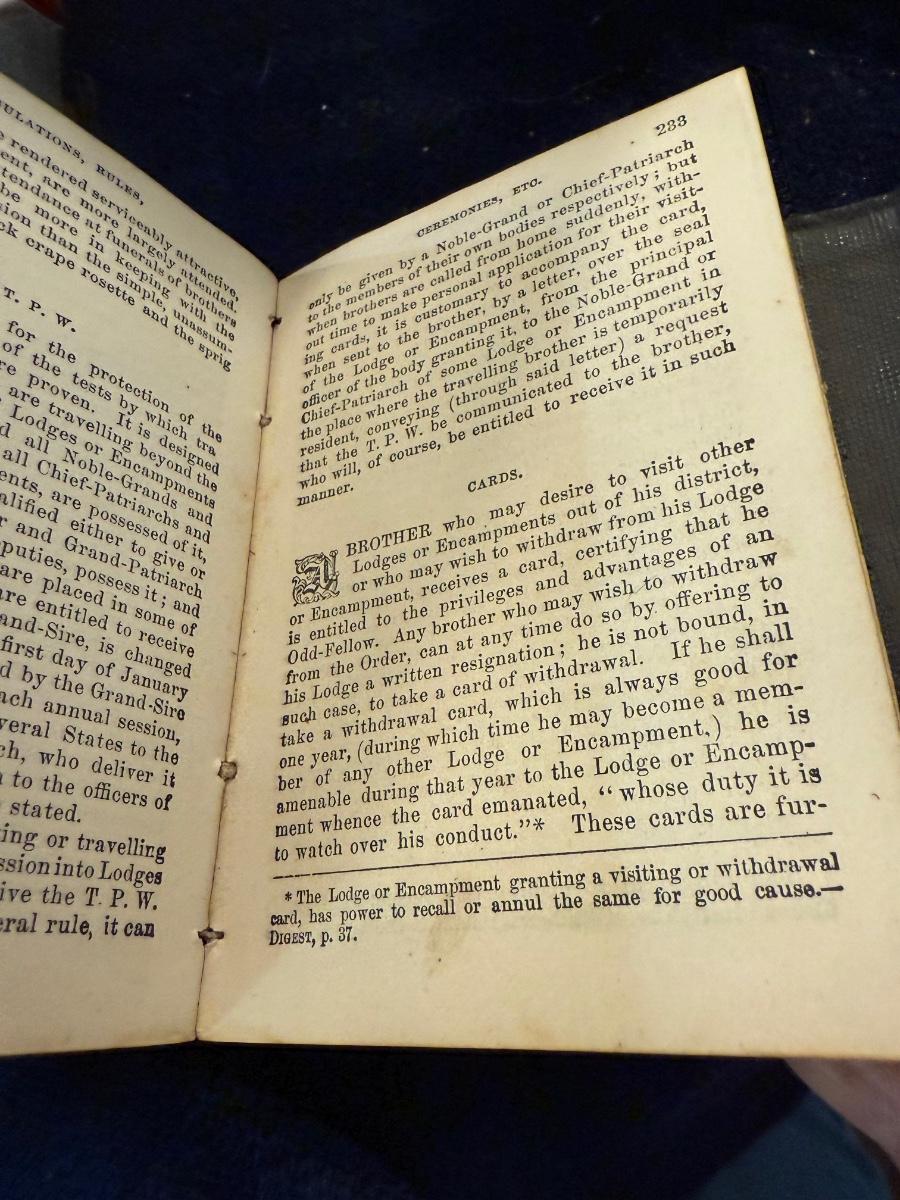 ULATIONS, RULES,
rendered serviceably attracti
ent, are more largely attended.
tendance at funerals of brothers
be more in keeping with the
sion than the simple, unassum-
ck crape rosette and the sprig
T. P. W.
for the protection of the
of the tests by which tra
re proven. It is designed
are travelling beyond the
Lodges or Encampments
d all Noble-Grands and
all Chief-Patriarchs and
ents, are possessed of it,
alified either to give or
r and Grand-Patriarch
puties, possess it; and
are placed in some of
are entitled to receive
and-Sire, is changed
first day of January
d by the Grand-Sire
ach annual session,
veral States to the
ch, who deliver it
to the officers of
stated.
ing or travelling
ssion into Lodges
ive the T. P. W.
eral rule, it can
CEREMONIES, ETC. 233
only be given by a Noble-Grand or Chief-Patriarch
to the members of their own bodies respectively; but
when brothers are called from home suddenly, with-
out time to make personal application for their visit-
ing cards, it is customary to accompany the card,
when sent to the brother, by a letter, over the seal
of the Lodge or Encampment, from the principal
officer of the body granting it, to the Noble-Grand or
Chief-Patriarch of some Lodge or Encampment in
the place where the travelling brother is temporarily
resident, conveying (through said letter) a request
that the T. P. W. be communicated to the brother,
who will, of course, be entitled to receive it in such
manner.
CARDS.
A BROTHER who may desire to visit other
Lodges or Encampments out of his district,
or who may wish to withdraw from his Lodge
or Encampment, receives a card, certifying that he
is entitled to the privileges and advantages of an
Odd-Fellow. Any brother who may wish to withdraw
from the Order, can at any time do so by offering to
his Lodge a written resignation; he is not bound, in
such case, to take a card of withdrawal. If he shall
take a withdrawal card, which is always good for
one year, (during which time he may become a mem-
ber of any other Lodge or Encampment,) he is
amenable during that year to the Lodge or Encamp-
ment whence the card emanated, "whose duty it is
to watch over his conduct."* These cards are fur-
* The Lodge or Encampment granting a visiting or withdrawal
card, has power to recall or annul the same for good cause.—
DIGEST, p. 37.